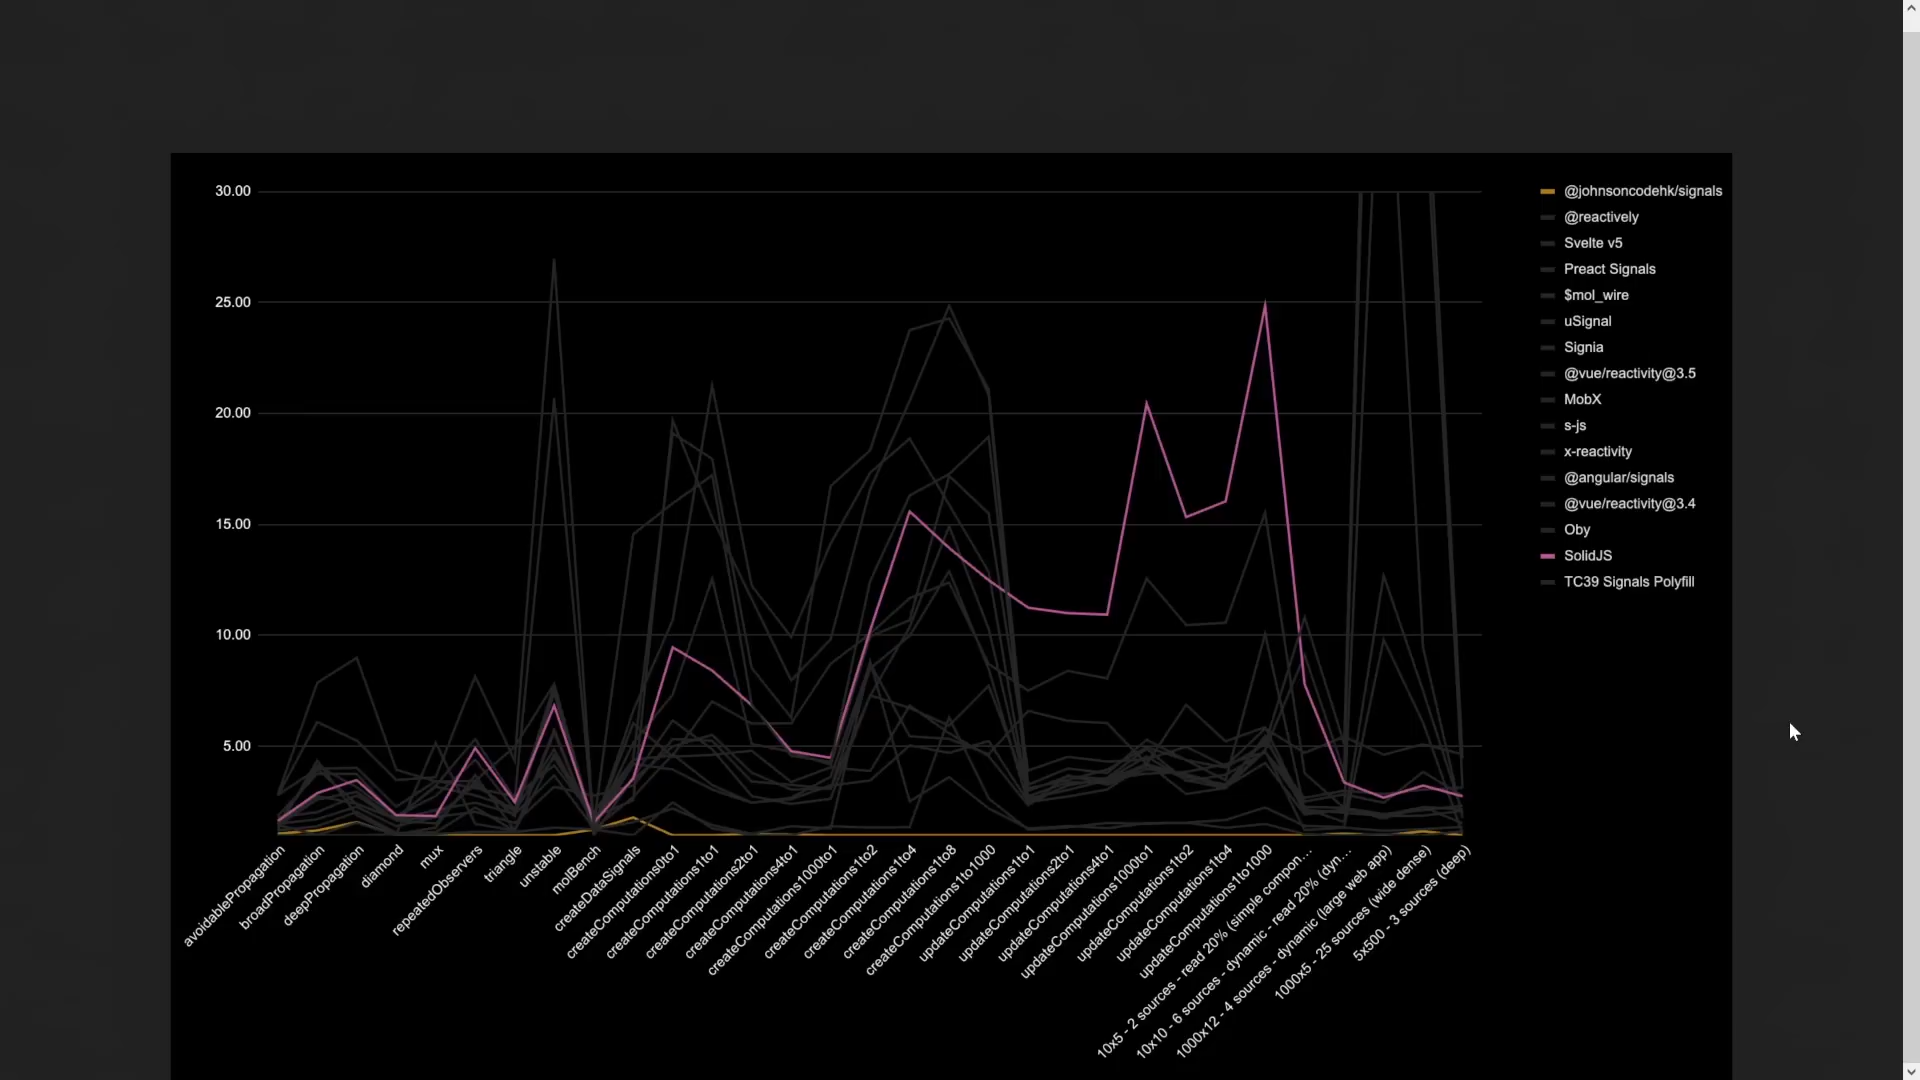 30.00
25.00
20.00
15.00
10.00
5.00
@johnsoncodehk/signals
@reactively
Svelte v5
Preact Signals
$mol_wire
uSignal
Signia
@vue/reactivity@3.5
MobX
s-js
x-reactivity
@angular/signals
@vue/reactivity@3.4
Oby
SolidJS
TC39 Signals Polyfill
avoidablePropagation
broadPropagation
deepPropagation
diamond
mux
repeatedObservers
triangle
unstable
molBench
createDataSignals
createComputations0to1
createComputations1to1
createComputations2to1
createComputations4to1
createComputations1000to1
createComputations1to2
createComputations1to4
createComputations1to8
createComputations1to1000
updateComputations1to1
updateComputations2to1
updateComputations4to1
updateComputations1000to1
updateComputations1to2
updateComputations1to4
updateComputations1to1000
10x5 - 2 sources - read 20% (simple compon...
10x10 - 6 sources - dynamic - read 20% (dyn...
1000x12 - 4 sources - dynamic (large web app)
1000x5 - 25 sources (wide dense)
5x500 - 3 sources (deep)